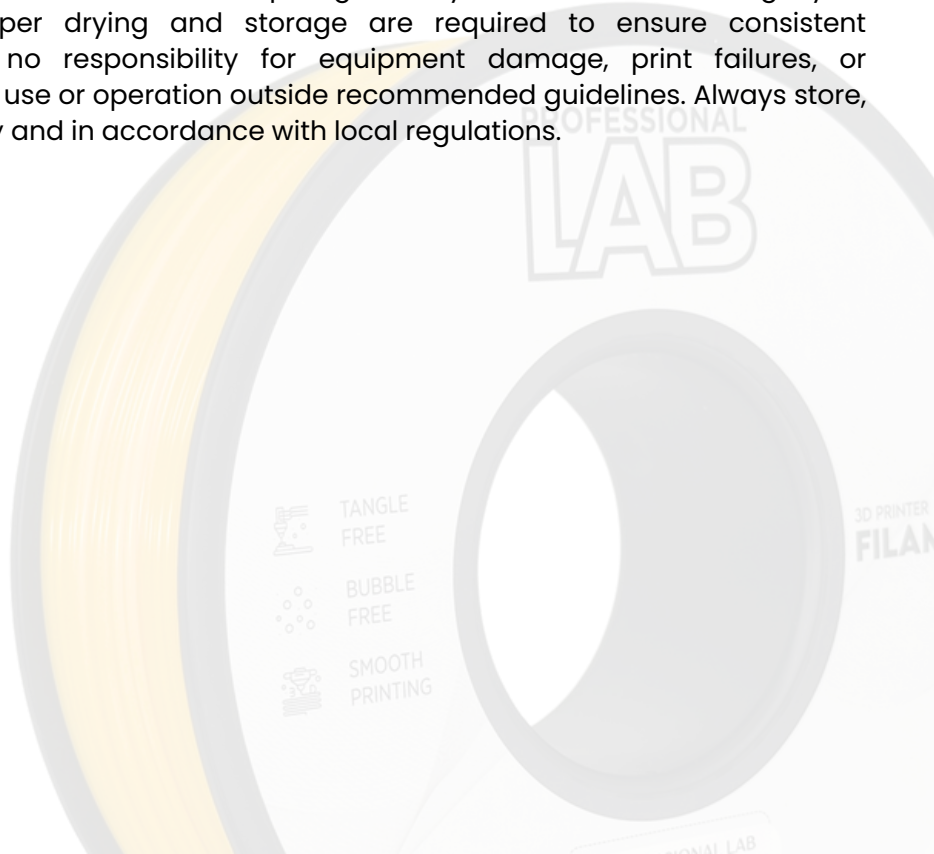 per drying and storage are required to ensure consistent
no responsibility for equipment damage, print failures, or
use or operation outside recommended guidelines. Always store,
and in accordance with local regulations.
PROFESSIONAL
LAB
TANGLE
FREE
3D PRINTER
BUBBLE
FREE
SMOOTH
PRINTING
LAB